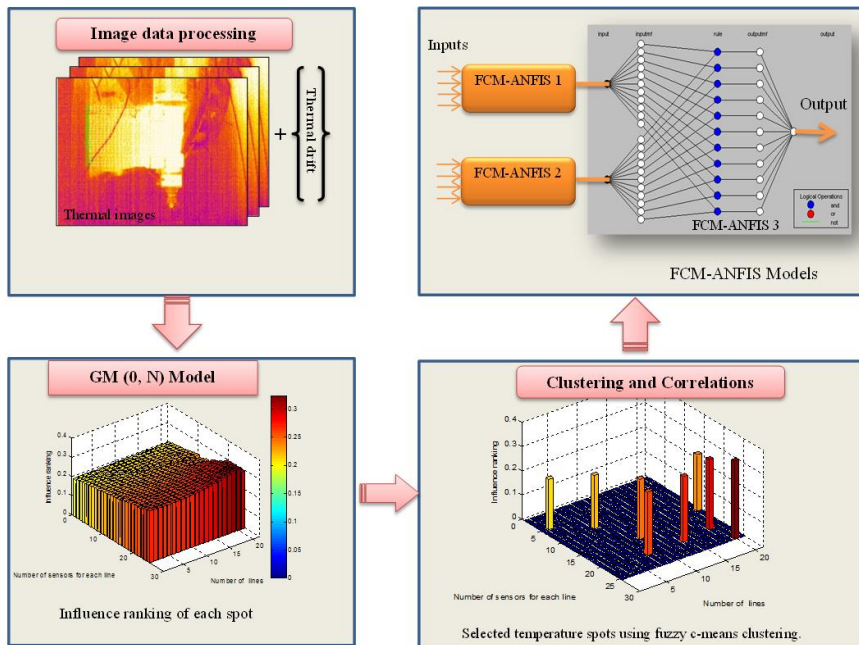 Image data processing
Thermal images
+
Thermal drift
Inputs
FCM-ANFIS 1
FCM-ANFIS 2
input
inputmf
rule
outputmf
output
Output
Logical Operations
and
or
not
FCM-ANFIS 3
FCM-ANFIS Models
GM (0, N) Model
Influence ranking
0.4
0.3
0.2
0.1
0
0
10
20
30
5
10
15
20
Number of sensors for each line
Number of lines
0.3
0.25
0.2
0.15
0.1
0.05
0
Influence ranking of each spot
Clustering and Correlations
Influence ranking
0.4
0.3
0.2
0.1
0
0
5
10
15
20
25
30
5
10
15
20
Number of sensors for each line
Number of lines
Selected temperature spots using fuzzy c-means clustering.